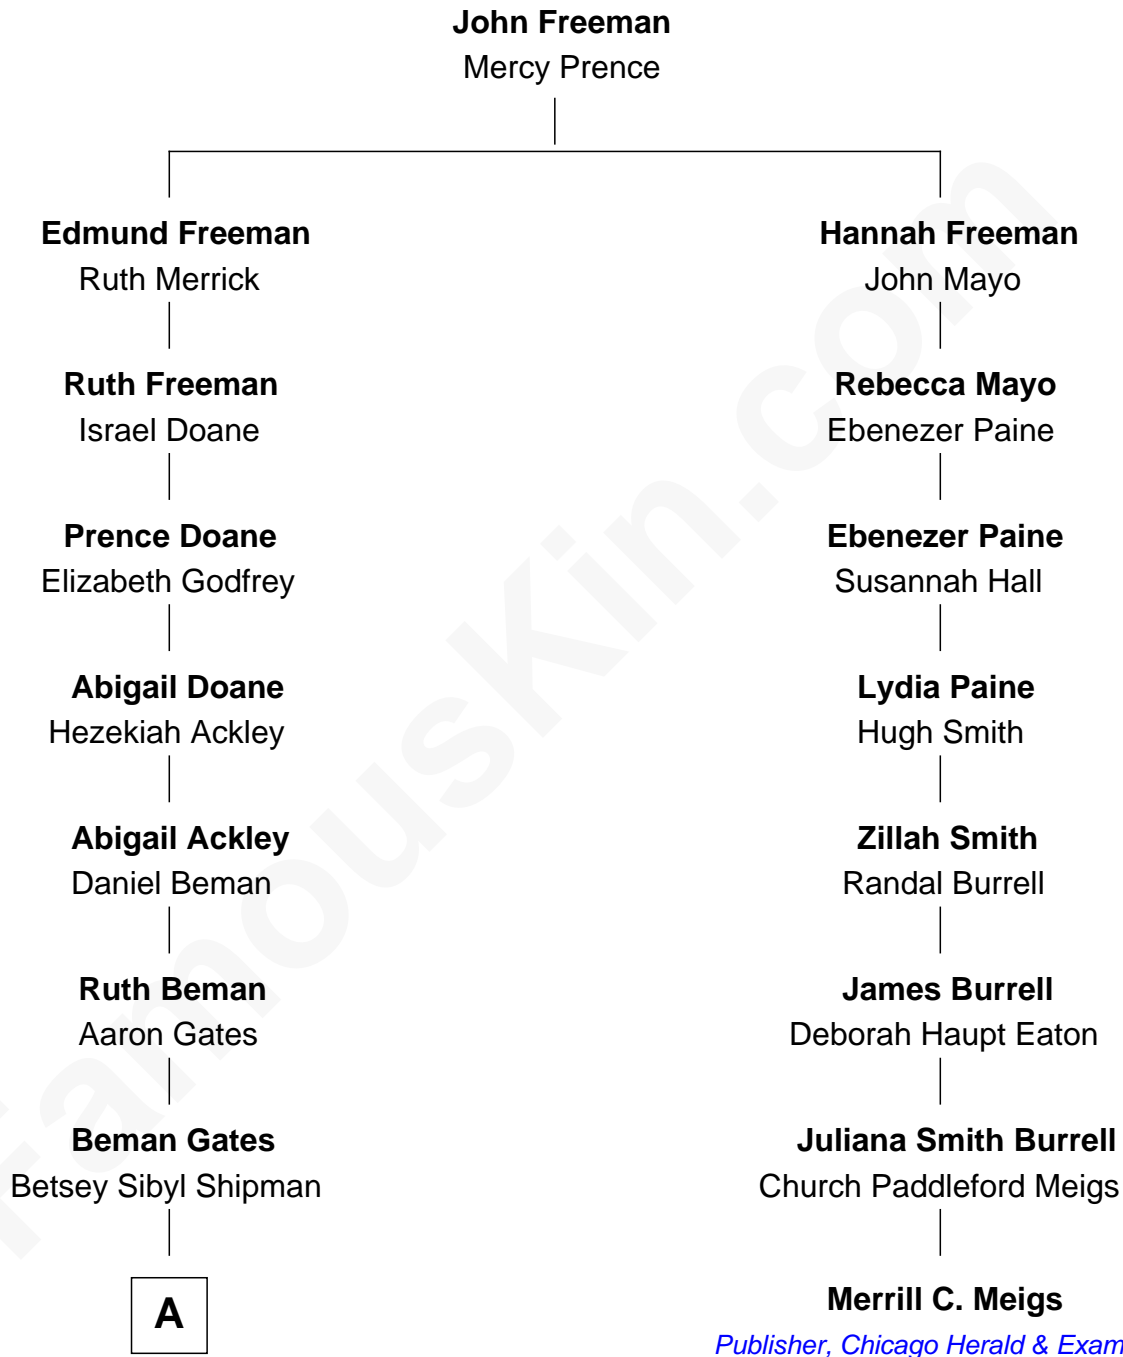 John Freeman
Mercy Prence
Edmund Freeman
Ruth Merrick
Hannah Freeman
John Mayo
Ruth Freeman
Israel Doane
Rebecca Mayo
Ebenezer Paine
Prence Doane
Elizabeth Godfrey
Ebenezer Paine
Susannah Hall
Abigail Doane
Hezekiah Ackley
Lydia Paine
Hugh Smith
Abigail Ackley
Daniel Beman
Zillah Smith
Randal Burrell
Ruth Beman
Aaron Gates
James Burrell
Deborah Haupt Eaton
Beman Gates
Betsey Sibyl Shipman
Juliana Smith Burrell
Church Paddleford Meigs
A
Merrill C. Meigs
Publisher, Chicago Herald & Exam
FamousKin.com